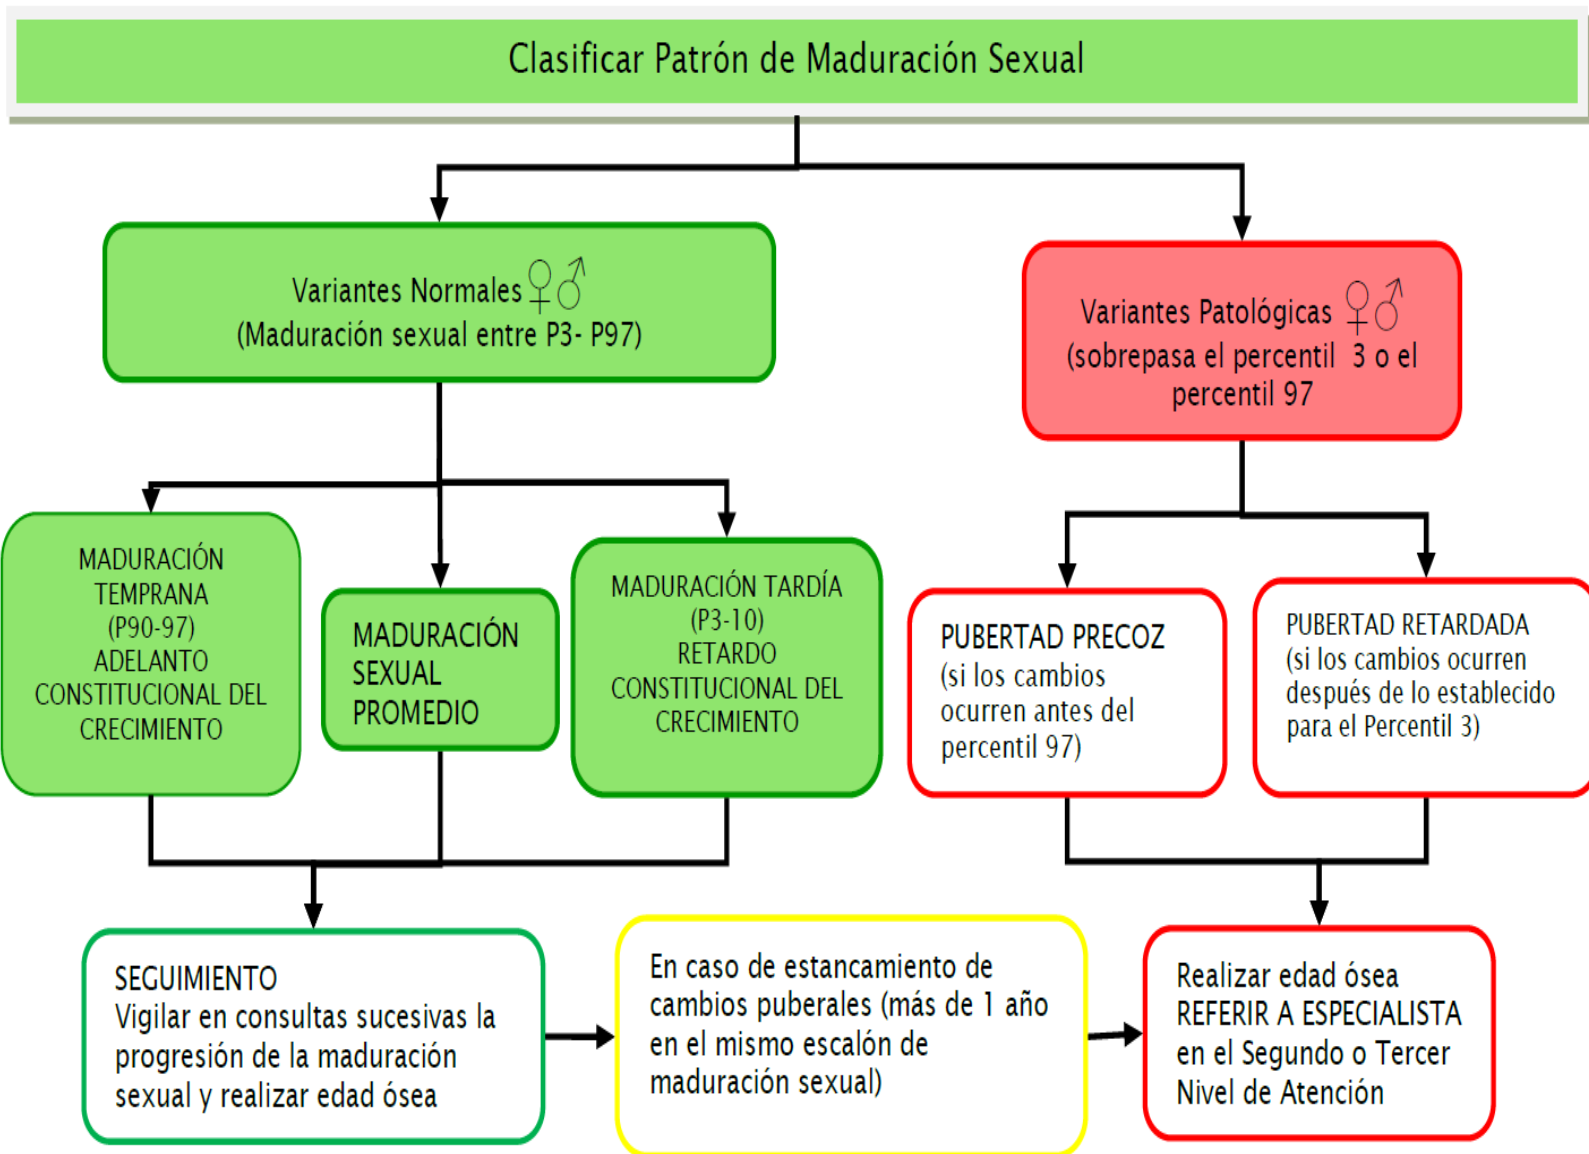 Clasificar Patrón de Maduración Sexual
Variantes Normales ♀♂
(Maduración sexual entre P3- P97)
Variantes Patológicas ♀♂
(sobrepasa el percentil 3 o el
percentil 97
MADURACIÓN
TEMPRANA
(P90-97)
ADELANTO
CONSTITUCIONAL DEL
CRECIMIENTO
MADURACIÓN
SEXUAL
PROMEDIO
MADURACIÓN TARDÍA
(P3-10)
RETARDO
CONSTITUCIONAL DEL
CRECIMIENTO
PUBERTAD PRECOZ
(si los cambios
ocurren antes del
percentil 97)
PUBERTAD RETARDADA
(si los cambios ocurren
después de lo establecido
para el Percentil 3)
SEGUIMIENTO
Vigilar en consultas sucesivas la
progresión de la maduración
sexual y realizar edad ósea
En caso de estancamiento de
cambios puberales (más de 1 año
en el mismo escalón de
maduración sexual)
Realizar edad ósea
REFERIR A ESPECIALISTA
en el Segundo o Tercer
Nivel de Atención